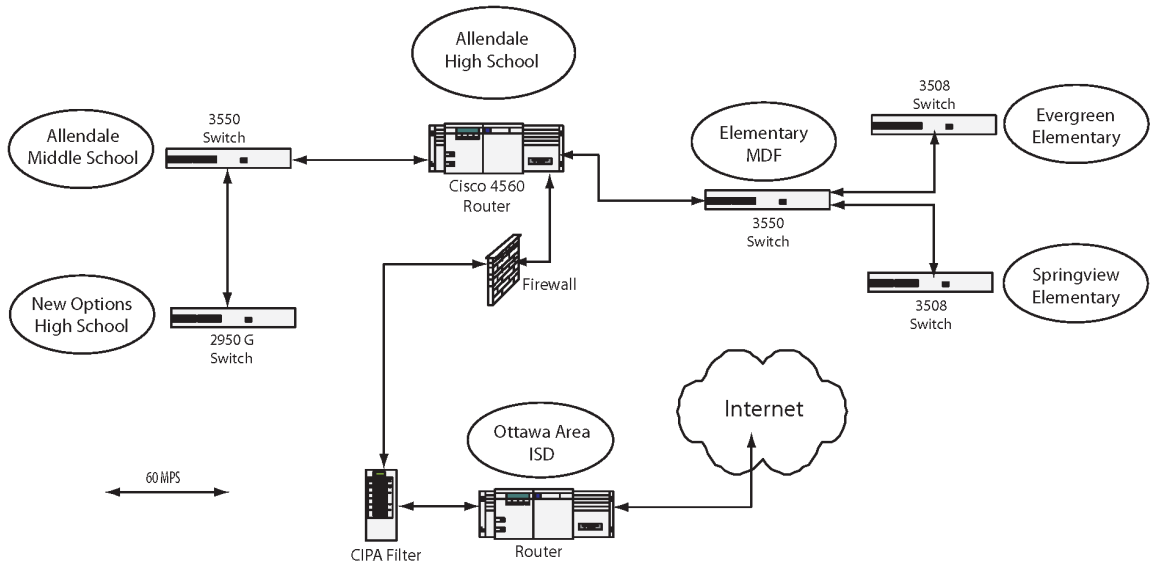 Allendale
High School
3508
Switch
Evergreen
Elementary
3550
Switch
Allendale
Middle School
Elementary
MDF
Cisco 4560
Router
3550
Switch
Firewall
New Options
High School
2950 G
Switch
Springview
Elementary
3508
Switch
Internet
Ottawa Area
ISD
60 MPS
CIPA Filter
Router